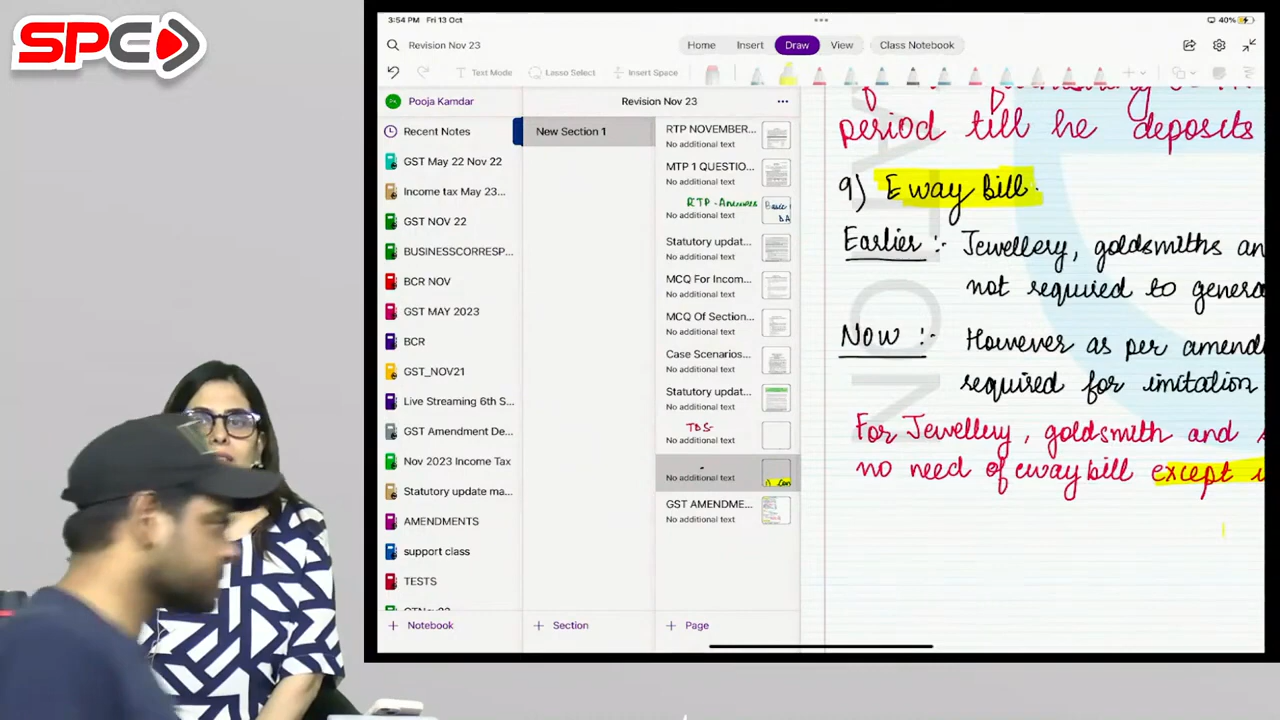 SPC
3:54 PM Fri 13 Oct
40%
Revision Nov 23
Home
Insert
Draw
View
Class Notebook
Text Mode
Lasso Select
Insert Space
Pooja Kamdar
Recent Notes
GST May 22 Nov 22
Income tax May 23...
GST NOV 22
BUSINESSCORRESP...
BCR NOV
GST MAY 2023
BCR
GST_NOV21
Live Streaming 6th S...
GST Amendment De...
Nov 2023 Income Tax
Statutory update ma...
AMENDMENTS
support class
TESTS
+ Notebook
New Section 1
+ Section
Revision Nov 23
RTP NOVEMBER...
No additional text
MTP 1 QUESTIO...
No additional text
RTP - Answers
No additional text
Statutory updat...
No additional text
MCQ For Incom...
No additional text
MCQ Of Section...
No additional text
Case Scenarios...
No additional text
Statutory updat...
No additional text
TDS
No additional text
No additional text
GST AMENDME...
No additional text
+ Page
period till he deposits
9) E way Bill.
Earlier :- Jewellery, goldsmiths an
not required to genera
Now :- However as per amend
required for imitation
For Jewellery, goldsmith and
no need of eway bill except i